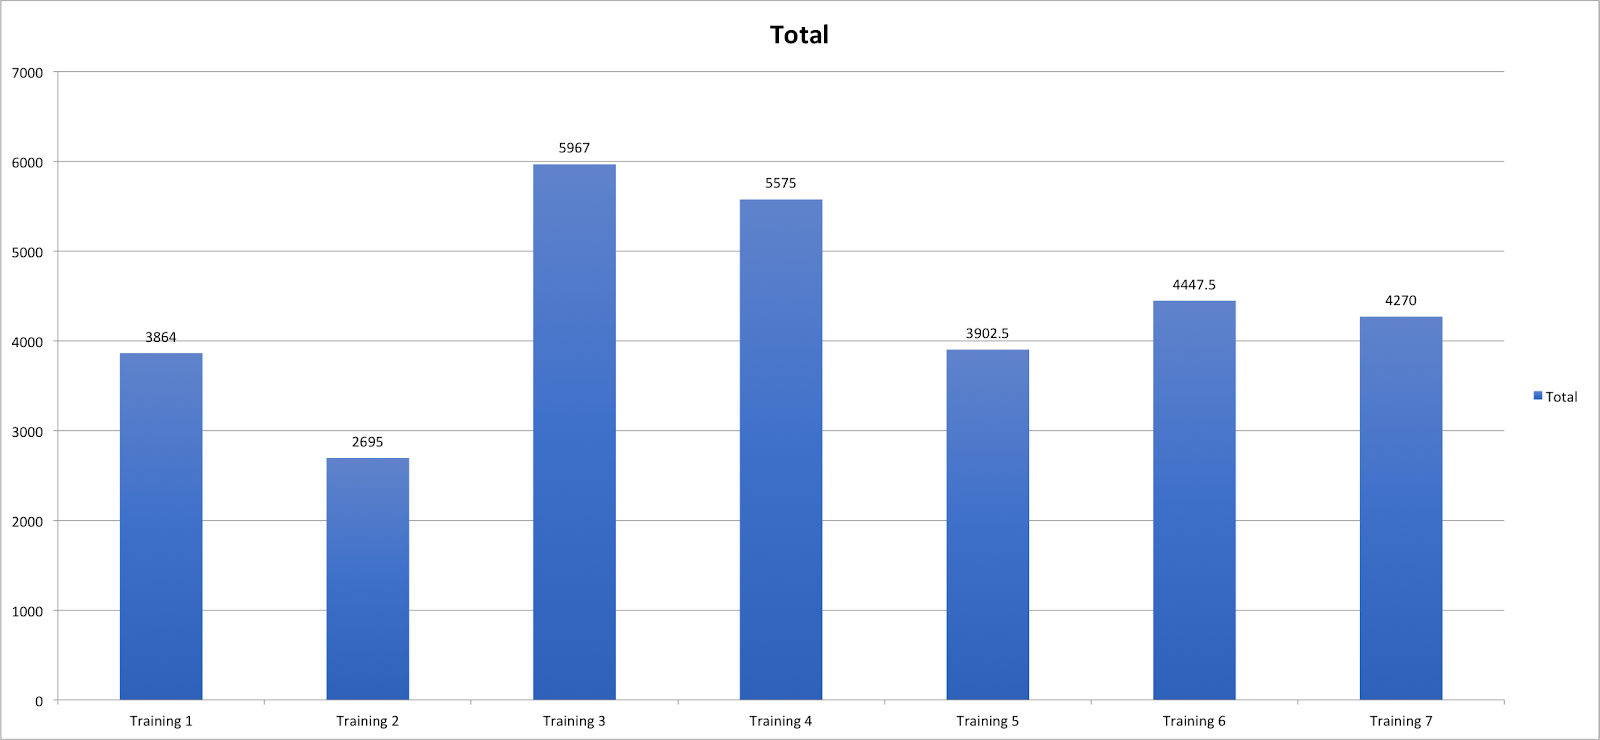 Total
7000
6000
5000
4000
3000
2000
1000
0
3864
2695
5967
5575
3902.5
4447.5
4270
Training 1
Training 2
Training 3
Training 4
Training 5
Training 6
Training 7
Total